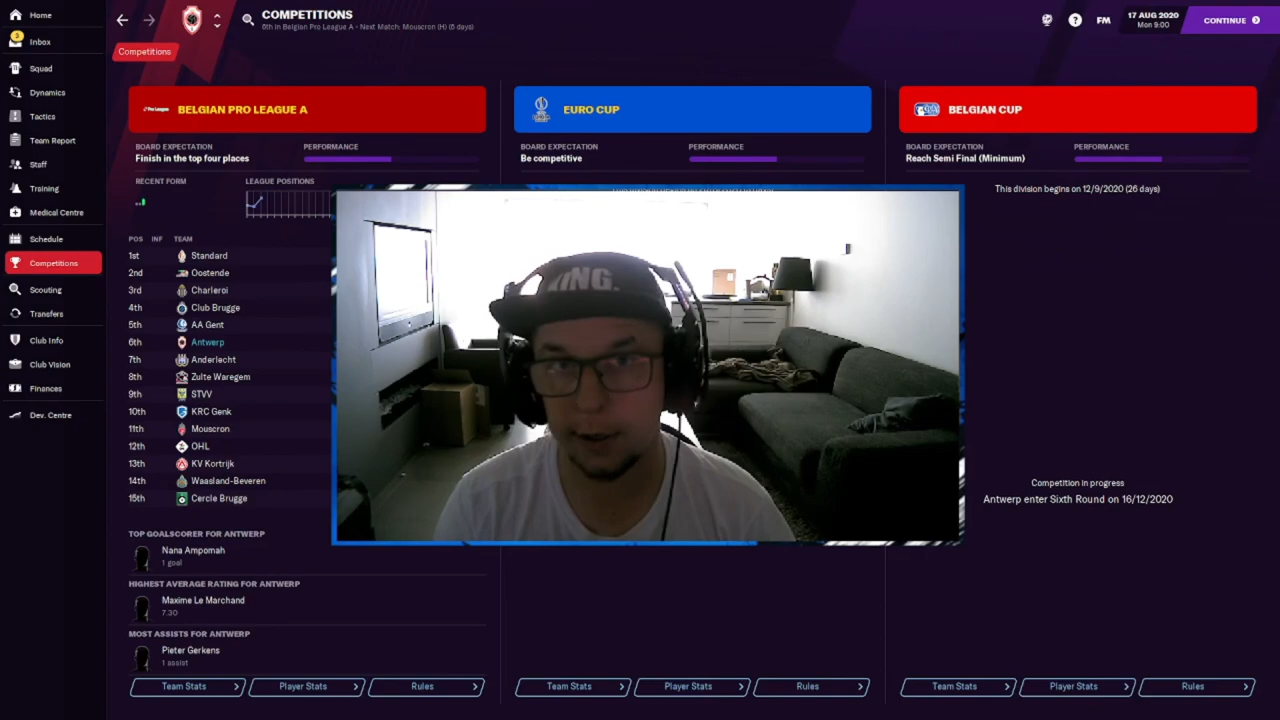 Home
3
Inbox
Squad
Dynamics
Tactics
Team Report
Staff
Training
Medical Centre
Schedule
Competitions
Scouting
Transfers
Club Info
Club Vision
Finances
Dev. Centre
COMPETITIONS
6th in Belgian Pro League A - Next Match: Mouscron (H) (6 days)
?
FM
17 AUG 2020
Mon 9:00
CONTINUE
Competitions
Pro League
BELGIAN PRO LEAGUE A
BOARD EXPECTATION
PERFORMANCE
Finish in the top four places
RECENT FORM
LEAGUE POSITIONS
POS INF TEAM
1st Standard
2nd Oostende
3rd Charleroi
4th Club Brugge
5th AA Gent
6th Antwerp
7th Anderlecht
8th Zulte Waregem
9th STVV
10th KRC Genk
11th Mouscron
12th OHL
13th KV Kortrijk
14th Waasland-Beveren
15th Cercle Brugge
TOP GOALSCORER FOR ANTWERP
Nana Ampomah
1 goal
HIGHEST AVERAGE RATING FOR ANTWERP
Maxime Le Marchand
7.30
MOST ASSISTS FOR ANTWERP
Pieter Gerkens
1 assist
Team Stats
Player Stats
Rules
EURO CUP
BOARD EXPECTATION
PERFORMANCE
Be competitive
KING.
Team Stats
Player Stats
Rules
BELGIAN CUP
BOARD EXPECTATION
PERFORMANCE
Reach Semi Final (Minimum)
This division begins on 12/9/2020 (26 days)
Competition in progress
Antwerp enter Sixth Round on 16/12/2020
Team Stats
Player Stats
Rules